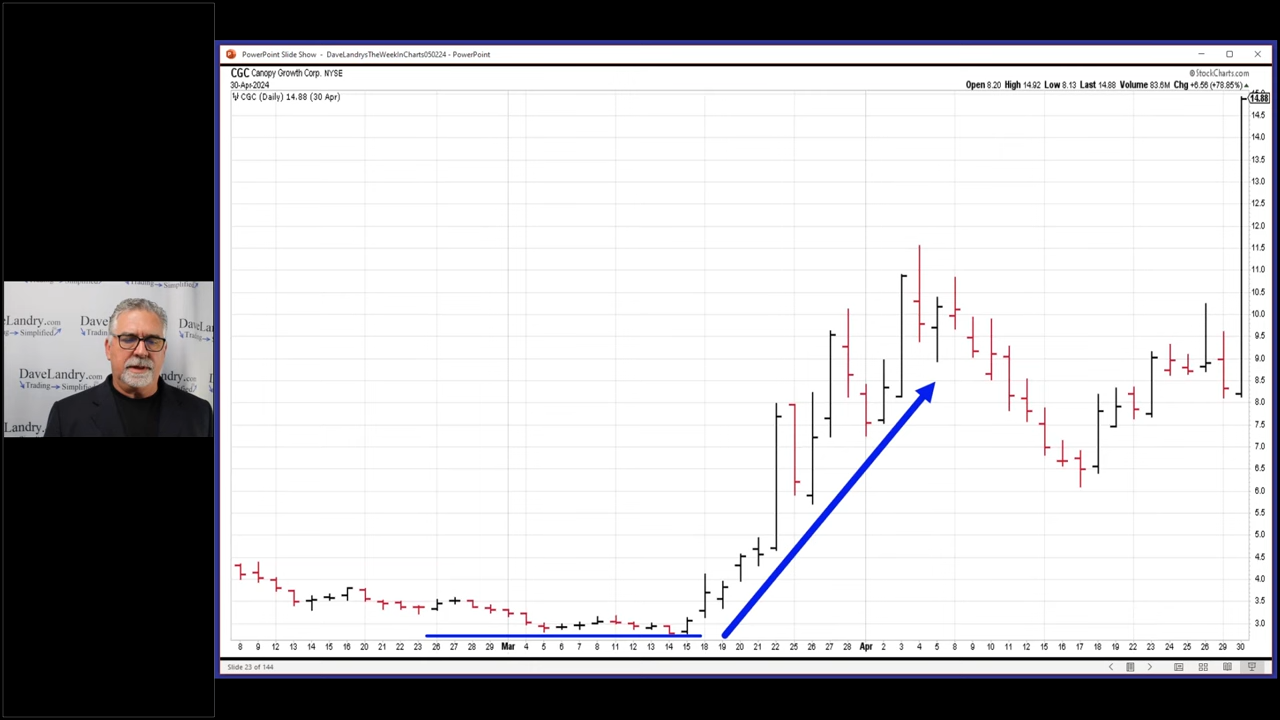 PowerPoint Slide Show - DaveLandrysTheWeekInCharts050224 - PowerPoint
CGC Canopy Growth Corp. NYSE
©StockCharts.com
30-Apr-2024
Open 8.20 High 14.92 Low 8.13 Last 14.88 Volume 83.6M Chg +6.56 (+78.85%)
CGC (Daily) 14.88 (30 Apr)
14.88
14.5
14.0
13.5
13.0
12.5
12.0
11.5
11.0
10.5
10.0
9.5
9.0
8.5
8.0
7.5
7.0
6.5
6.0
5.5
5.0
4.5
4.0
3.5
3.0
8 9 12 13 14 15 16 20 21 22 23 26 27 28 29 Mar 4 5 6 7 8 11 12 13 14 15 18 19 20 21 22 25 26 27 28 Apr 2 3 4 5 8 9 10 11 12 15 16 17 18 19 22 23 24 25 26 29 30
Slide 23 of 144
DaveLandry.com
Trading Simplified